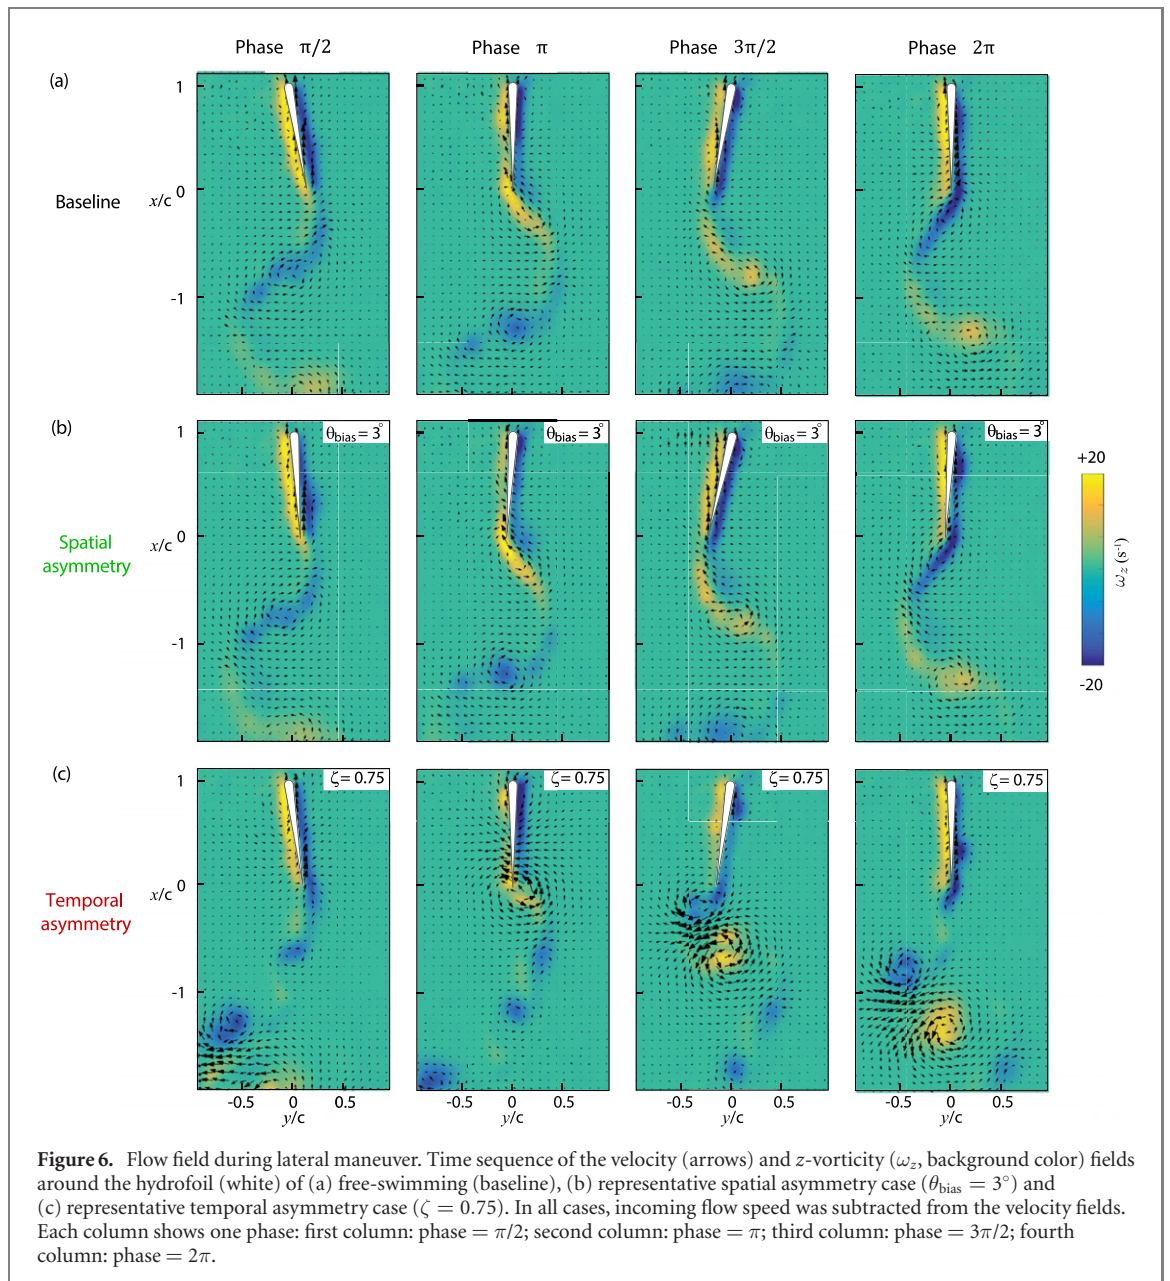 Phase π/2
Phase π
Phase 3π/2
Phase 2π
(a)
1
Baseline
x/c 0
-1
(b)
θbias = 3°
θbias = 3°
θbias = 3°
θbias = 3°
1
+20
Spatial
asymmetry
x/c 0
ωz (s-1)
-1
-20
(c)
ζ = 0.75
ζ = 0.75
ζ = 0.75
ζ = 0.75
1
Temporal
asymmetry
x/c 0
-1
-0.5 0 0.5
-0.5 0 0.5
-0.5 0 0.5
-0.5 0 0.5
y/c
y/c
y/c
y/c
Figure 6. Flow field during lateral maneuver. Time sequence of the velocity (arrows) and z-vorticity (ωz, background color) fields
around the hydrofoil (white) of (a) free-swimming (baseline), (b) representative spatial asymmetry case (θbias = 3°) and
(c) representative temporal asymmetry case (ζ = 0.75). In all cases, incoming flow speed was subtracted from the velocity fields.
Each column shows one phase: first column: phase = π/2; second column: phase = π; third column: phase = 3π/2; fourth
column: phase = 2π.